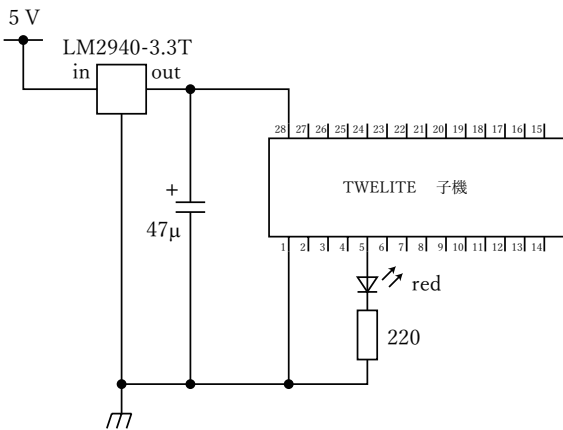 5 V
LM2940-3.3T
in out
28 27 26 25 24 23 22 21 20 19 18 17 16 15
TWELITE 子機
+
47μ
1 2 3 4 5 6 7 8 9 10 11 12 13 14
red
220